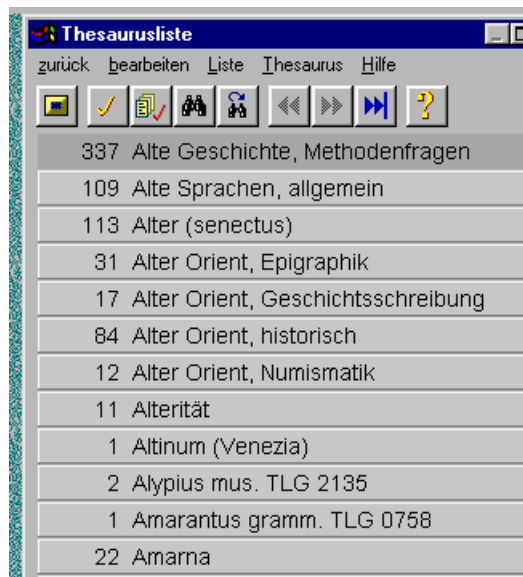 Thesaurusliste
zurück bearbeiten Liste Thesaurus Hilfe
337 Alte Geschichte, Methodenfragen
109 Alte Sprachen, allgemein
113 Alter (senectus)
31 Alter Orient, Epigraphik
17 Alter Orient, Geschichtsschreibung
84 Alter Orient, historisch
12 Alter Orient, Numismatik
11 Alterität
1 Altinum (Venezia)
2 Alypius mus. TLG 2135
1 Amarantus gramm. TLG 0758
22 Amarna